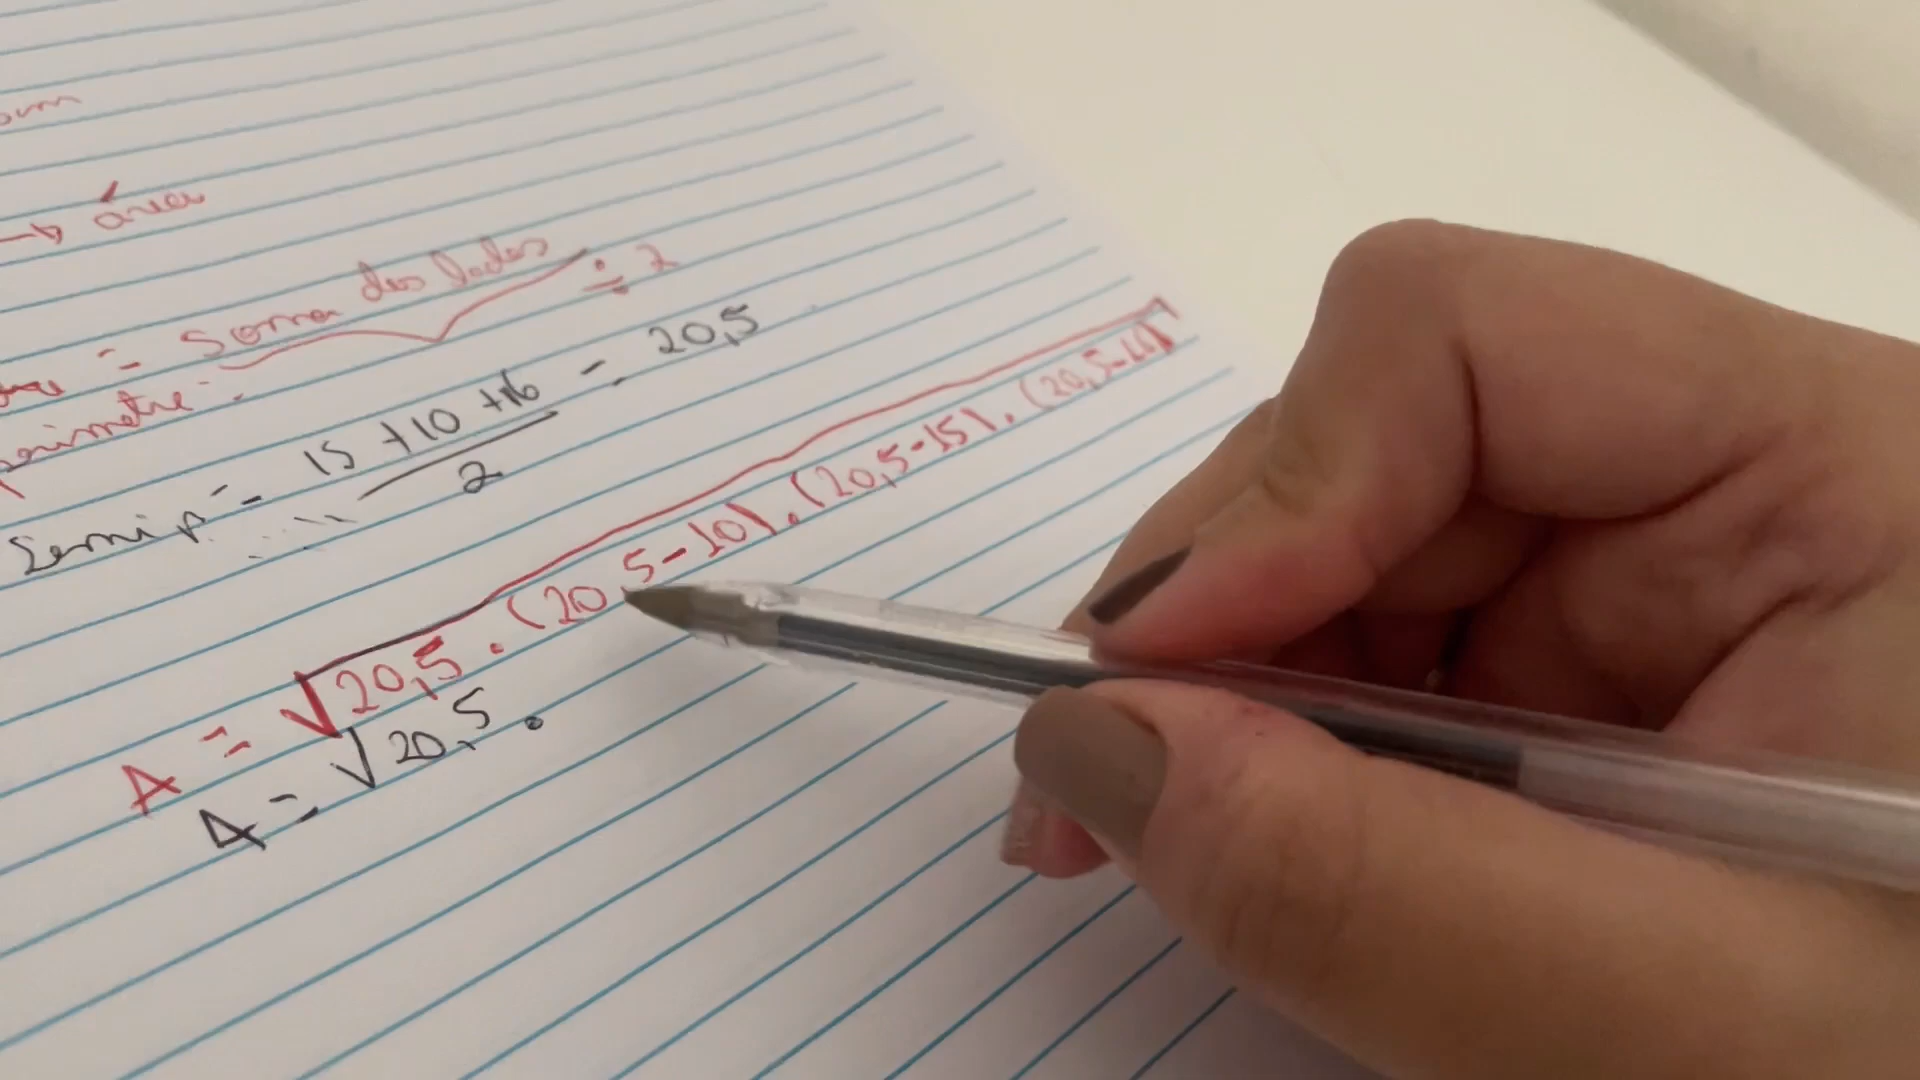 → área
= soma dos lados ÷ 2
perimetro
Semi p = 15 + 10 + 16 / 2 = 20,5
A = √20,5 . (20,5-10) . (20,5-15) . (20,5-16)
A = √20,5 .